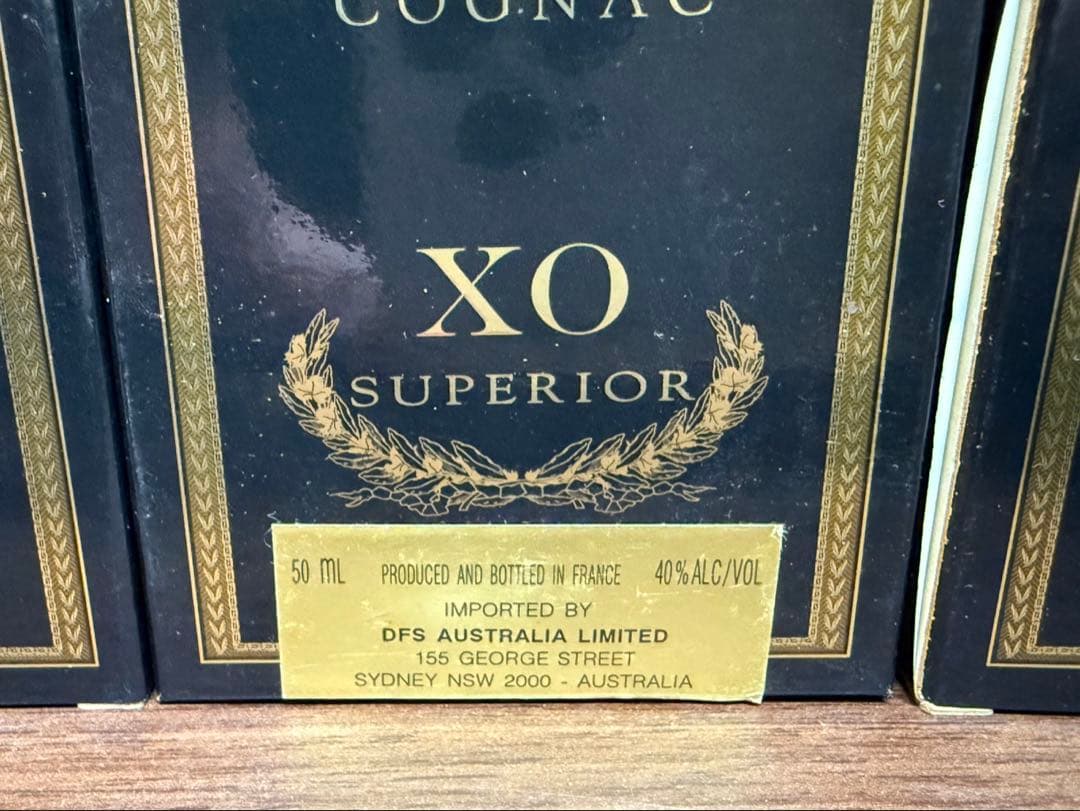 COGNAC
XO
SUPERIOR
50 mL PRODUCED AND BOTTLED IN FRANCE 40% ALC/VOL
IMPORTED BY
DFS AUSTRALIA LIMITED
155 GEORGE STREET
SYDNEY NSW 2000 - AUSTRALIA